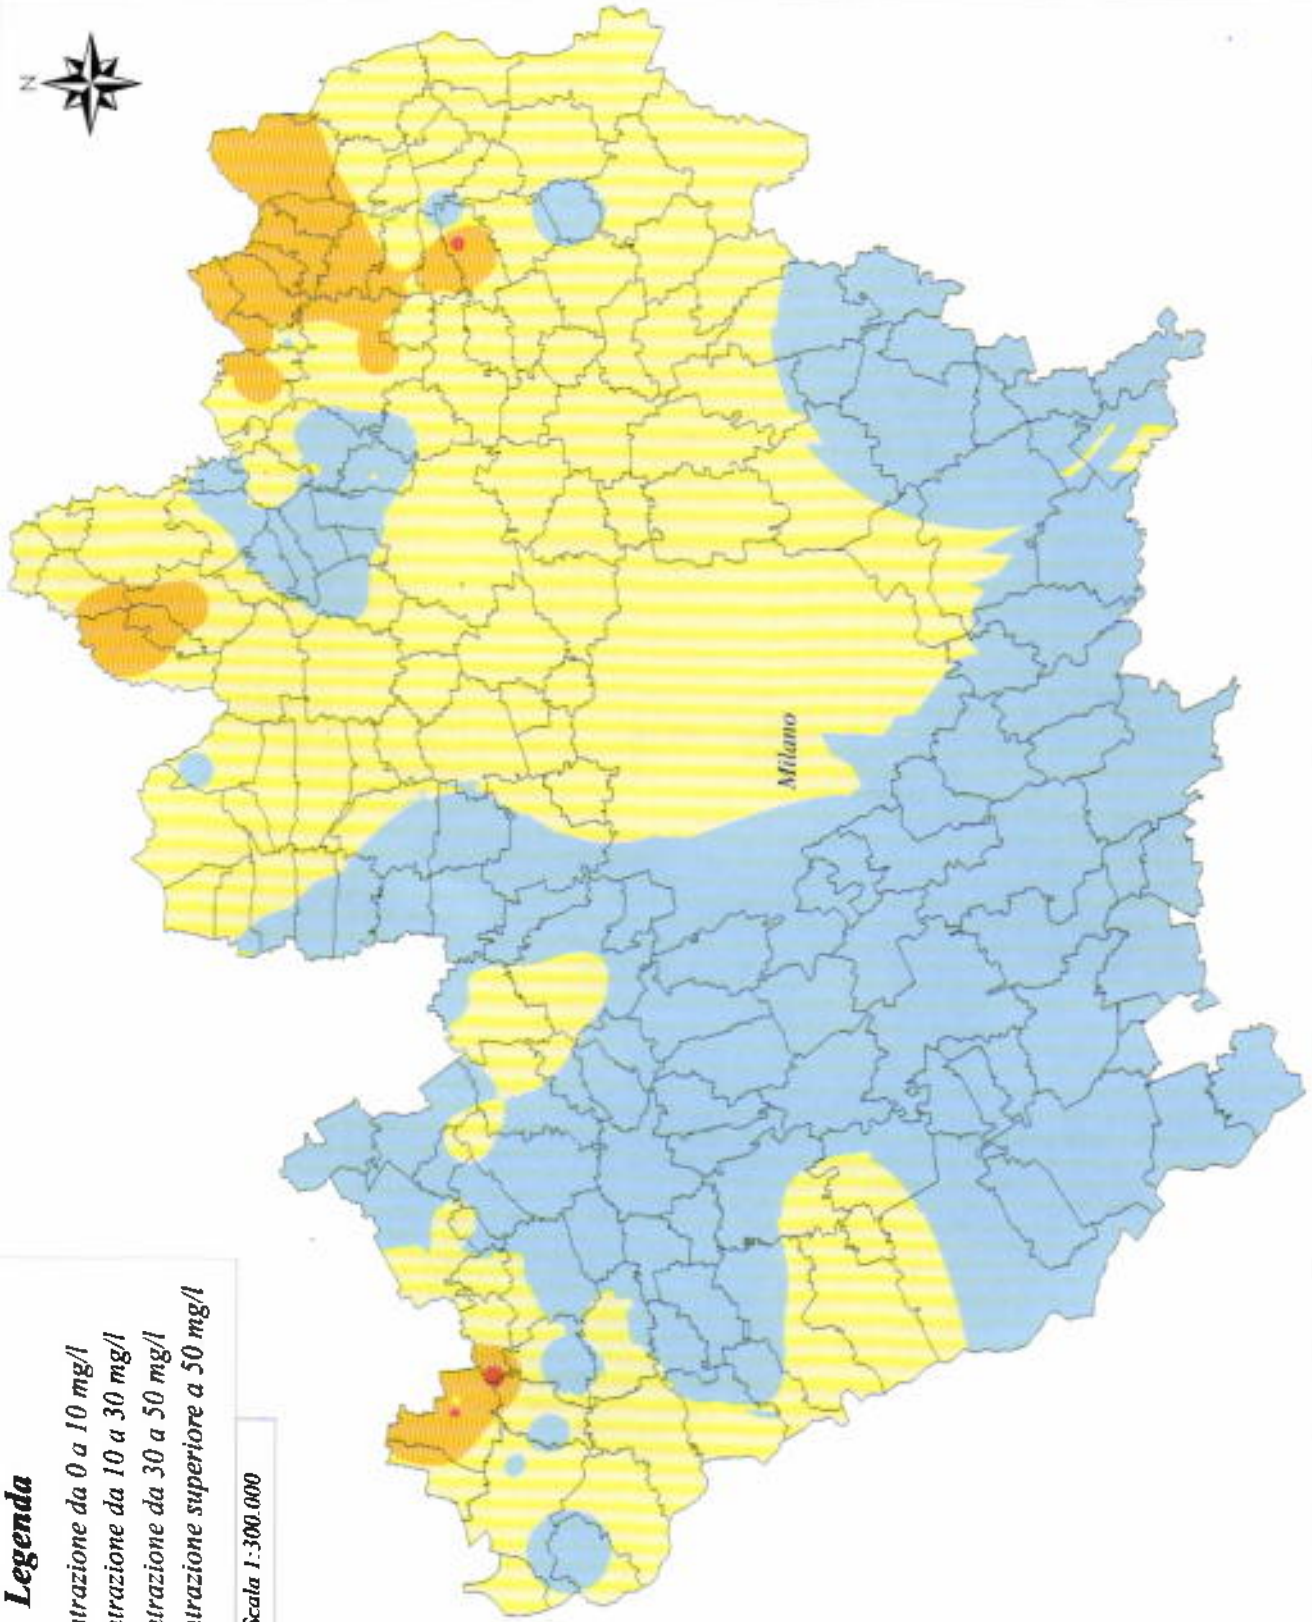 N
Legenda
trazione da 0 a 10 mg/l
trazione da 10 a 30 mg/l
trazione da 30 a 50 mg/l
trazione superiore a 50 mg/l
Scala 1:300.000
Milano